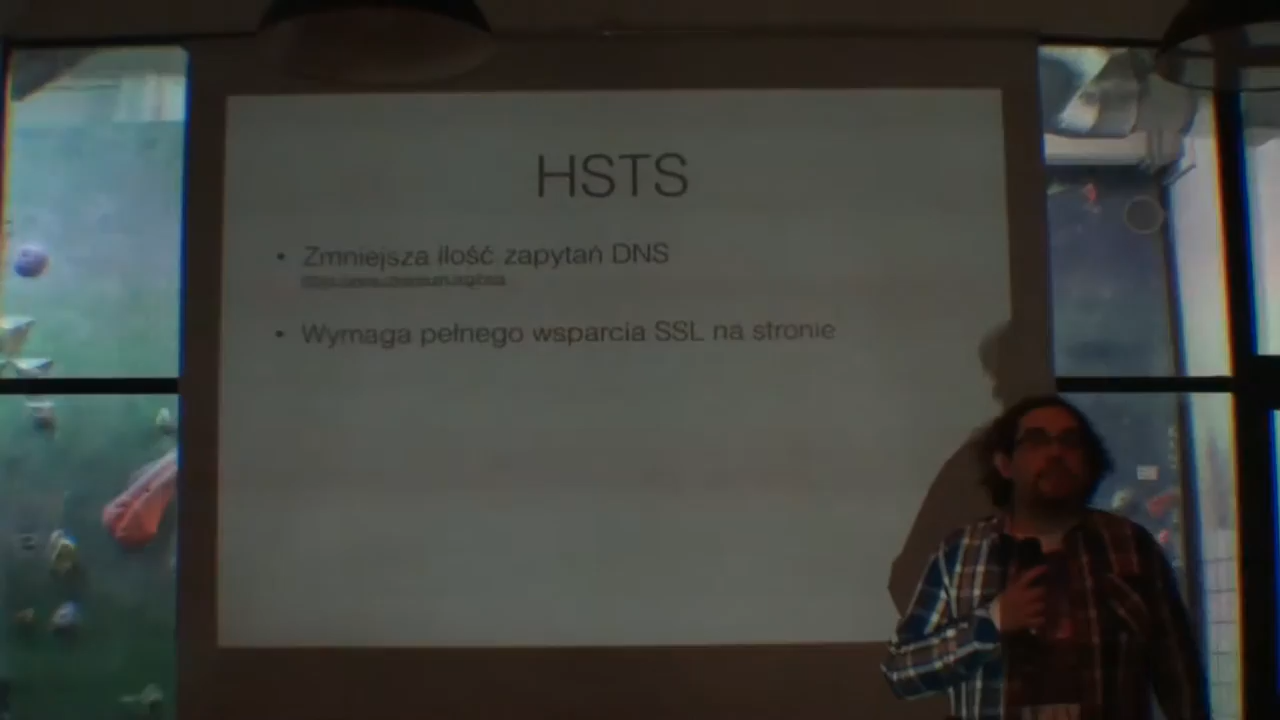 HSTS
• Zmniejsza ilość zapytań DNS
• Wymaga pełnego wsparcia SSL na stronie